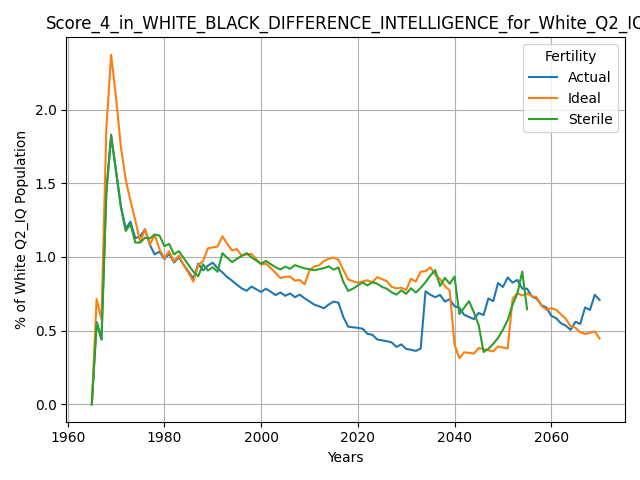 Score_4_in_WHITE_BLACK_DIFFERENCE_INTELLIGENCE_for_White_Q2_IQ
Fertility
Actual
Ideal
Sterile
% of White Q2_IQ Population
2.0
1.5
1.0
0.5
0.0
1960 1980 2000 2020 2040 2060
Years